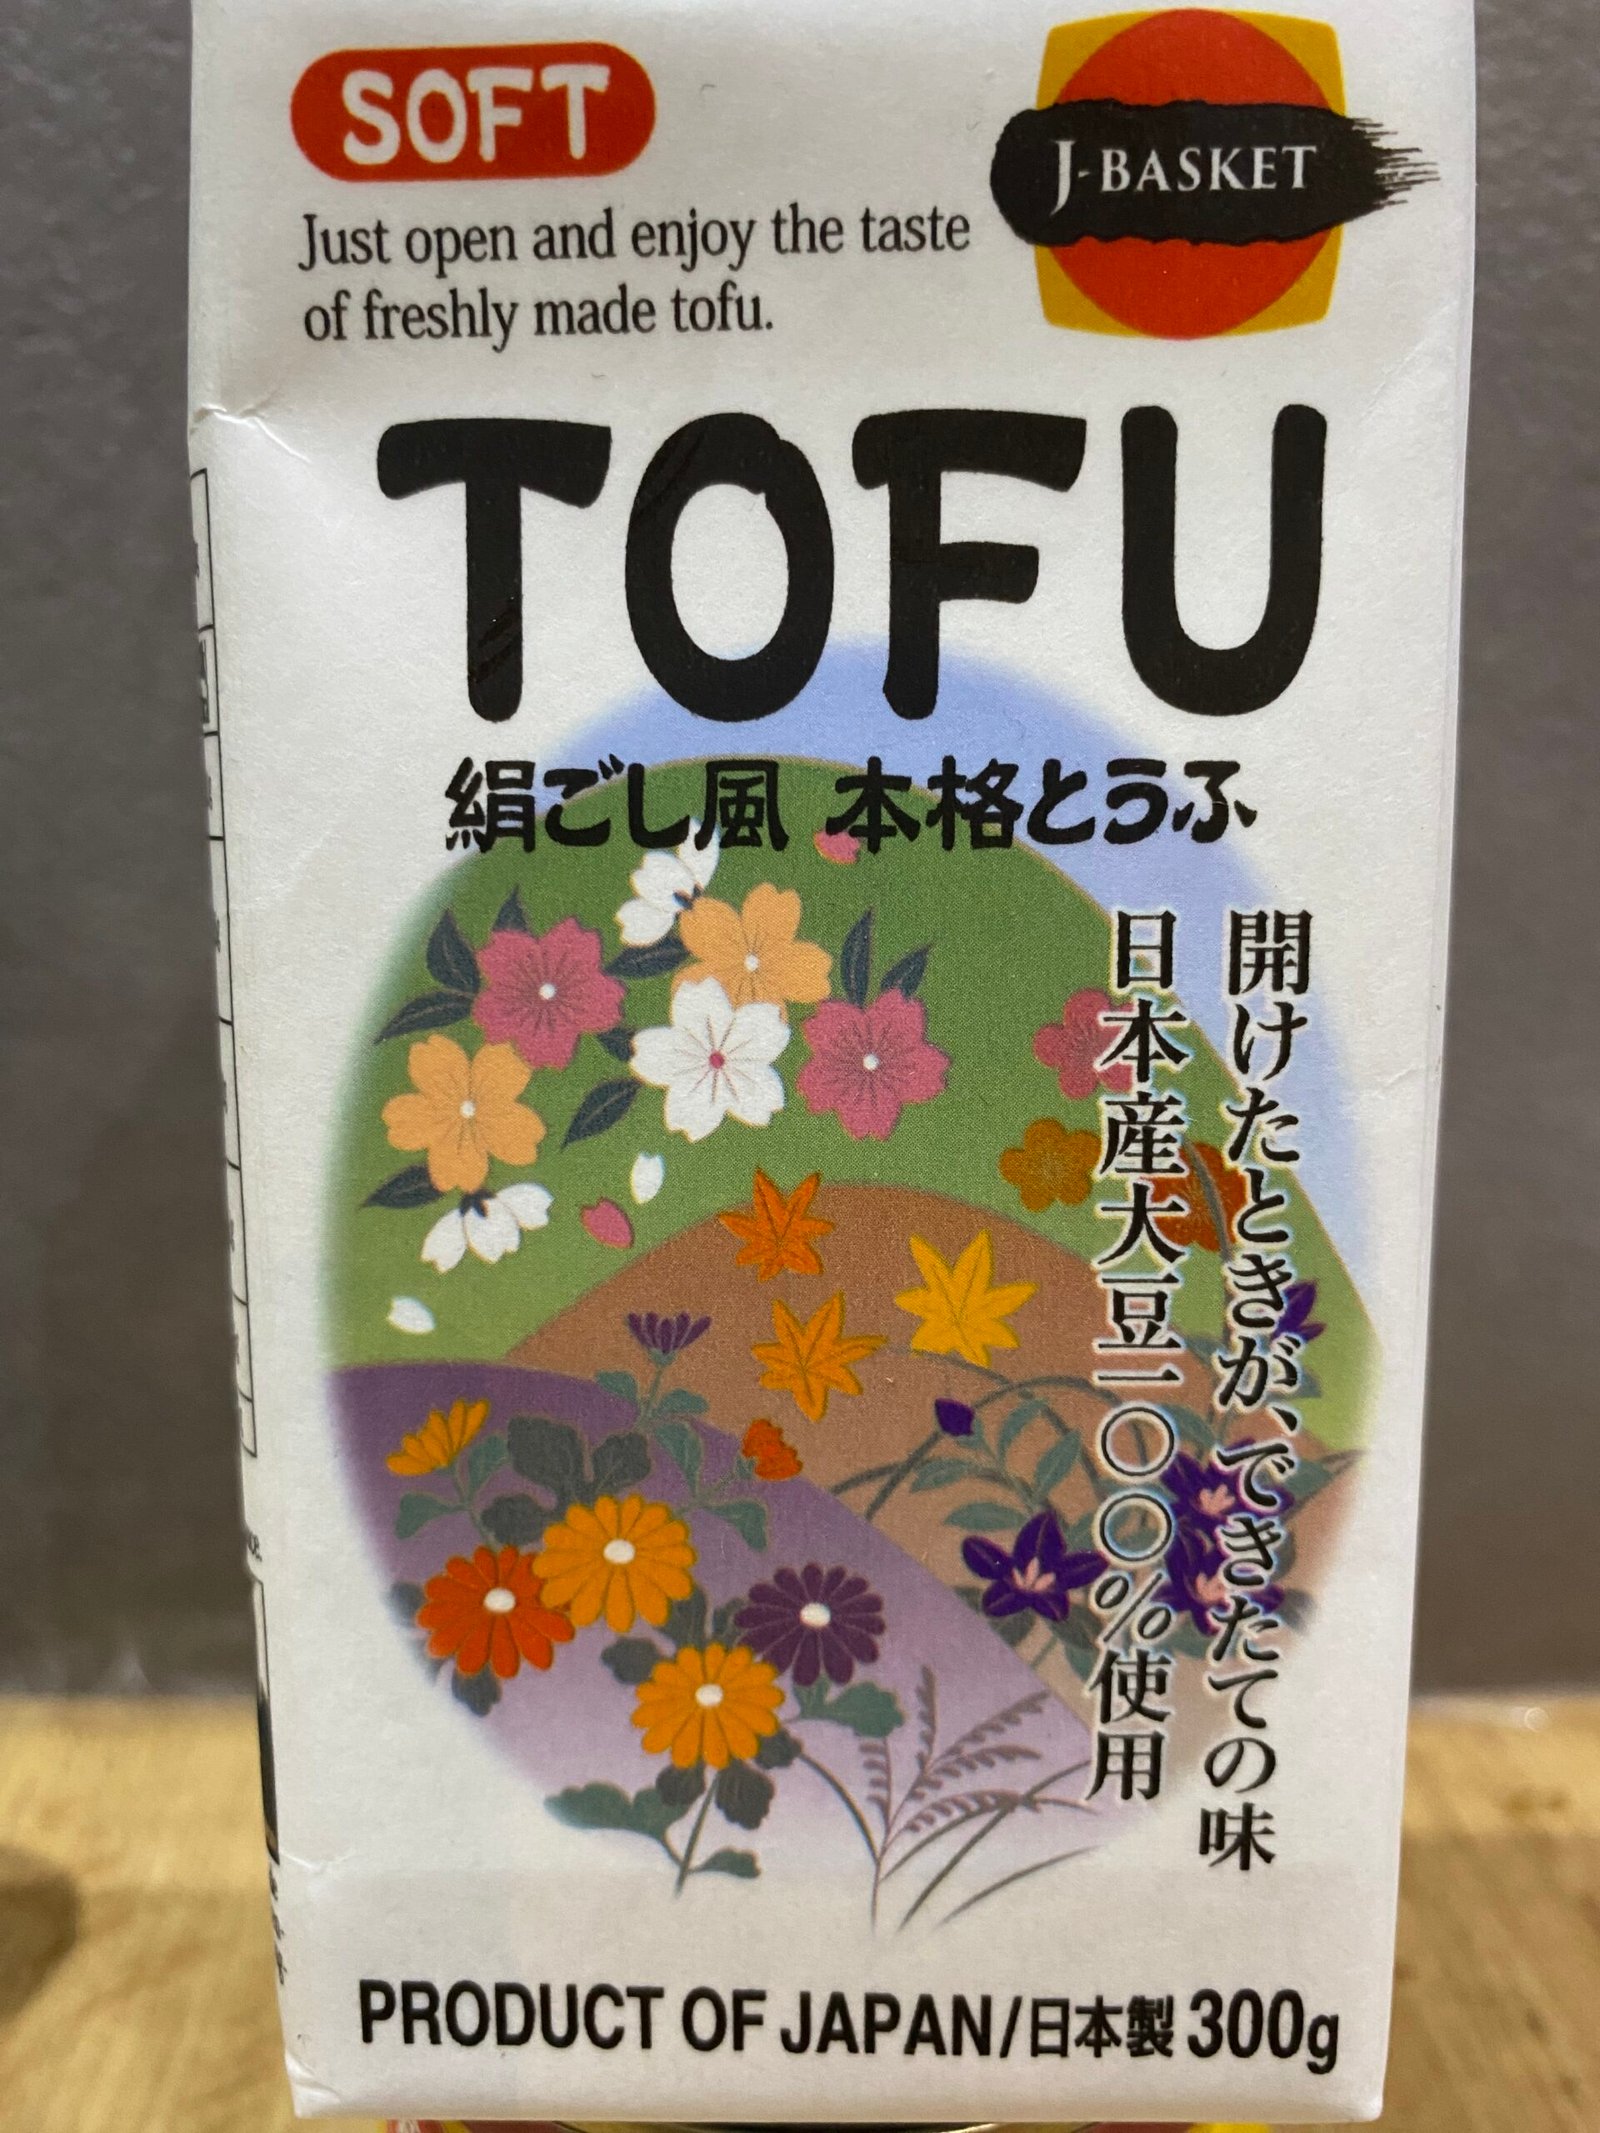 SOFT
J-BASKET
Just open and enjoy the taste
of freshly made tofu.
TOFU
絹ごし風 本格とうふ
開けたときが、できたての味
日本産大豆一〇〇%使用
PRODUCT OF JAPAN/日本製 300g